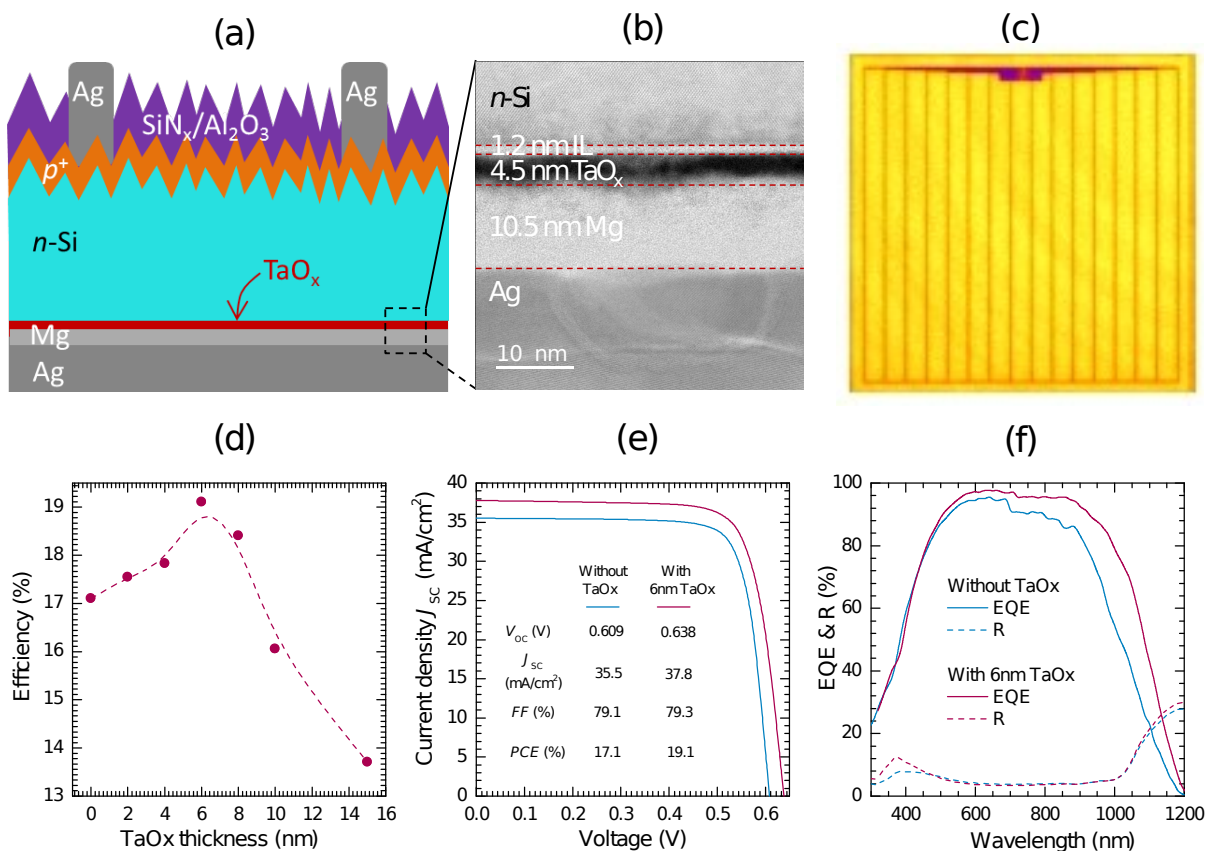 (a)
Ag
Ag
SiNₓ/Al₂O₃
p⁺
n-Si
TaOₓ
Mg
Ag
(b)
n-Si
1.2 nm IL
4.5 nm TaOₓ
10.5 nm Mg
Ag
10 nm
(c)
(d)
Efficiency (%)
19
18
17
16
15
14
13
0 2 4 6 8 10 12 14 16
TaOx thickness (nm)
(e)
Current density J_SC (mA/cm²)
40
35
30
25
20
15
10
5
0
Without With
TaOx 6nm TaOx
V_oc (V) 0.609 0.638
J_SC
(mA/cm²) 35.5 37.8
FF (%) 79.1 79.3
PCE (%) 17.1 19.1
0.0 0.1 0.2 0.3 0.4 0.5 0.6
Voltage (V)
(f)
EQE & R (%)
100
80
60
40
20
0
Without TaOx
EQE
R
With 6nm TaOx
EQE
R
400 600 800 1000 1200
Wavelength (nm)